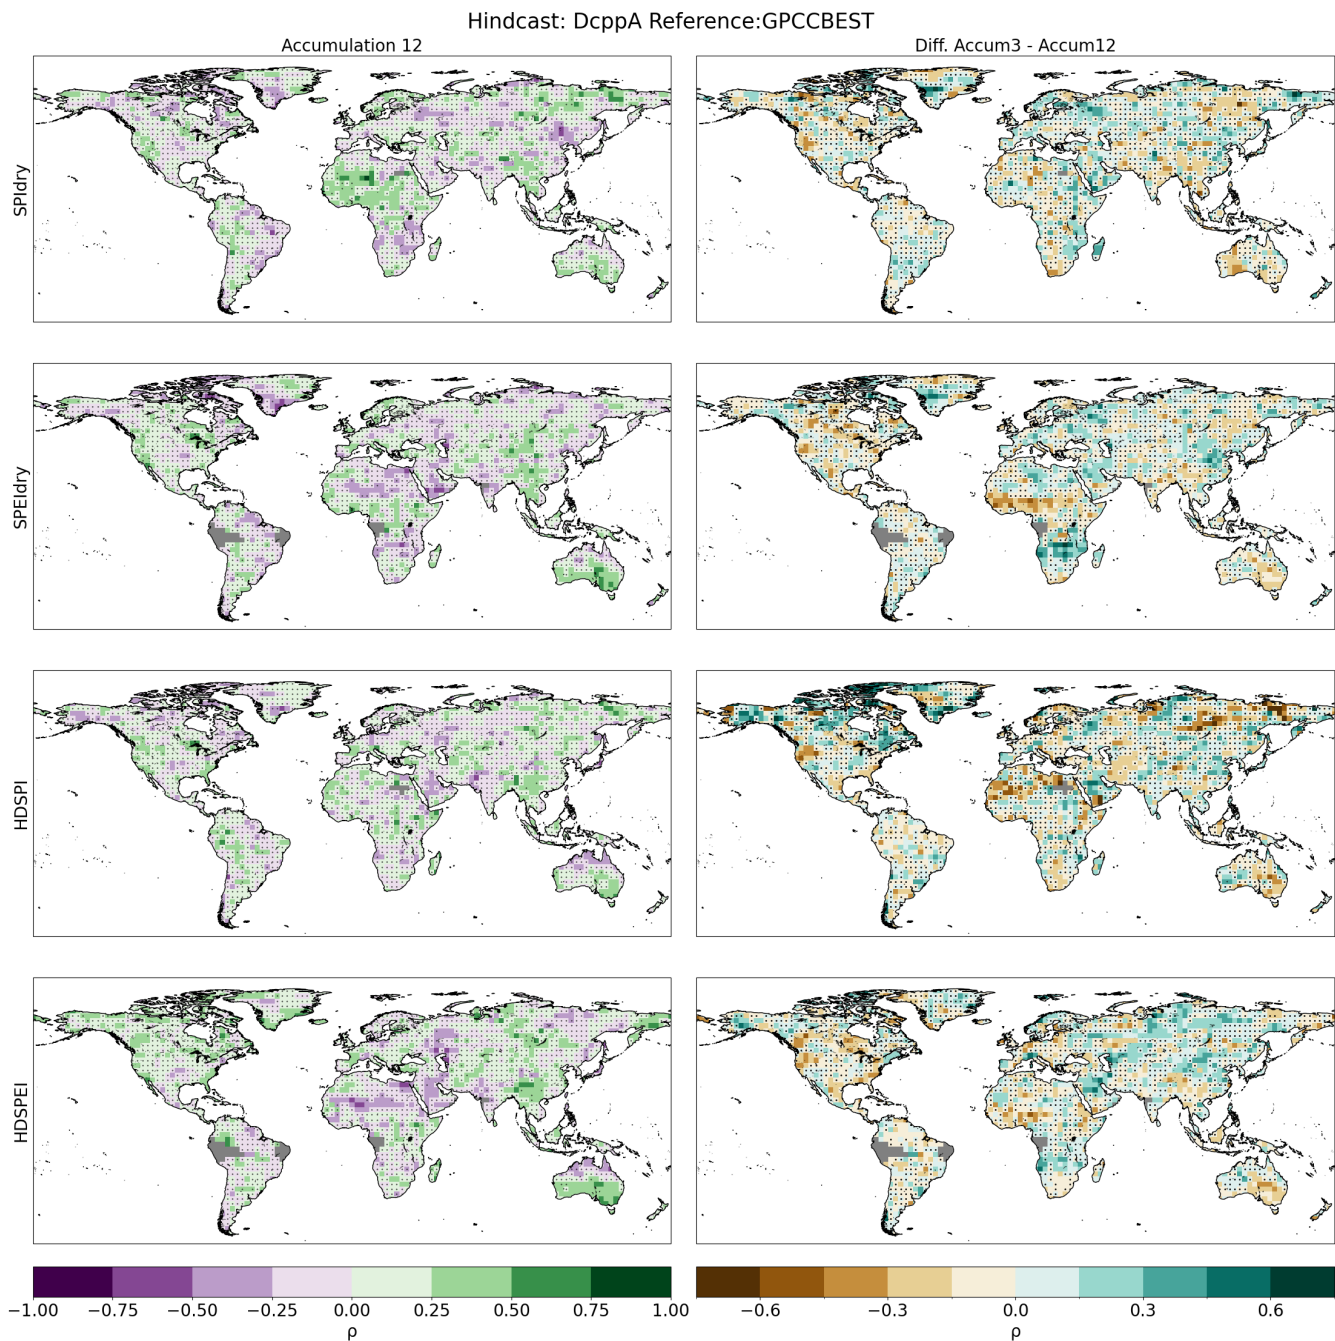 Hindcast: DcppA Reference:GPCCBEST
Accumulation 12
Diff. Accum3 - Accum12
SPIdry
SPEIdry
HDSPI
HDSPEI
−1.00 −0.75 −0.50 −0.25 0.00 0.25 0.50 0.75 1.00
ρ
−0.6 −0.3 0.0 0.3 0.6
ρ